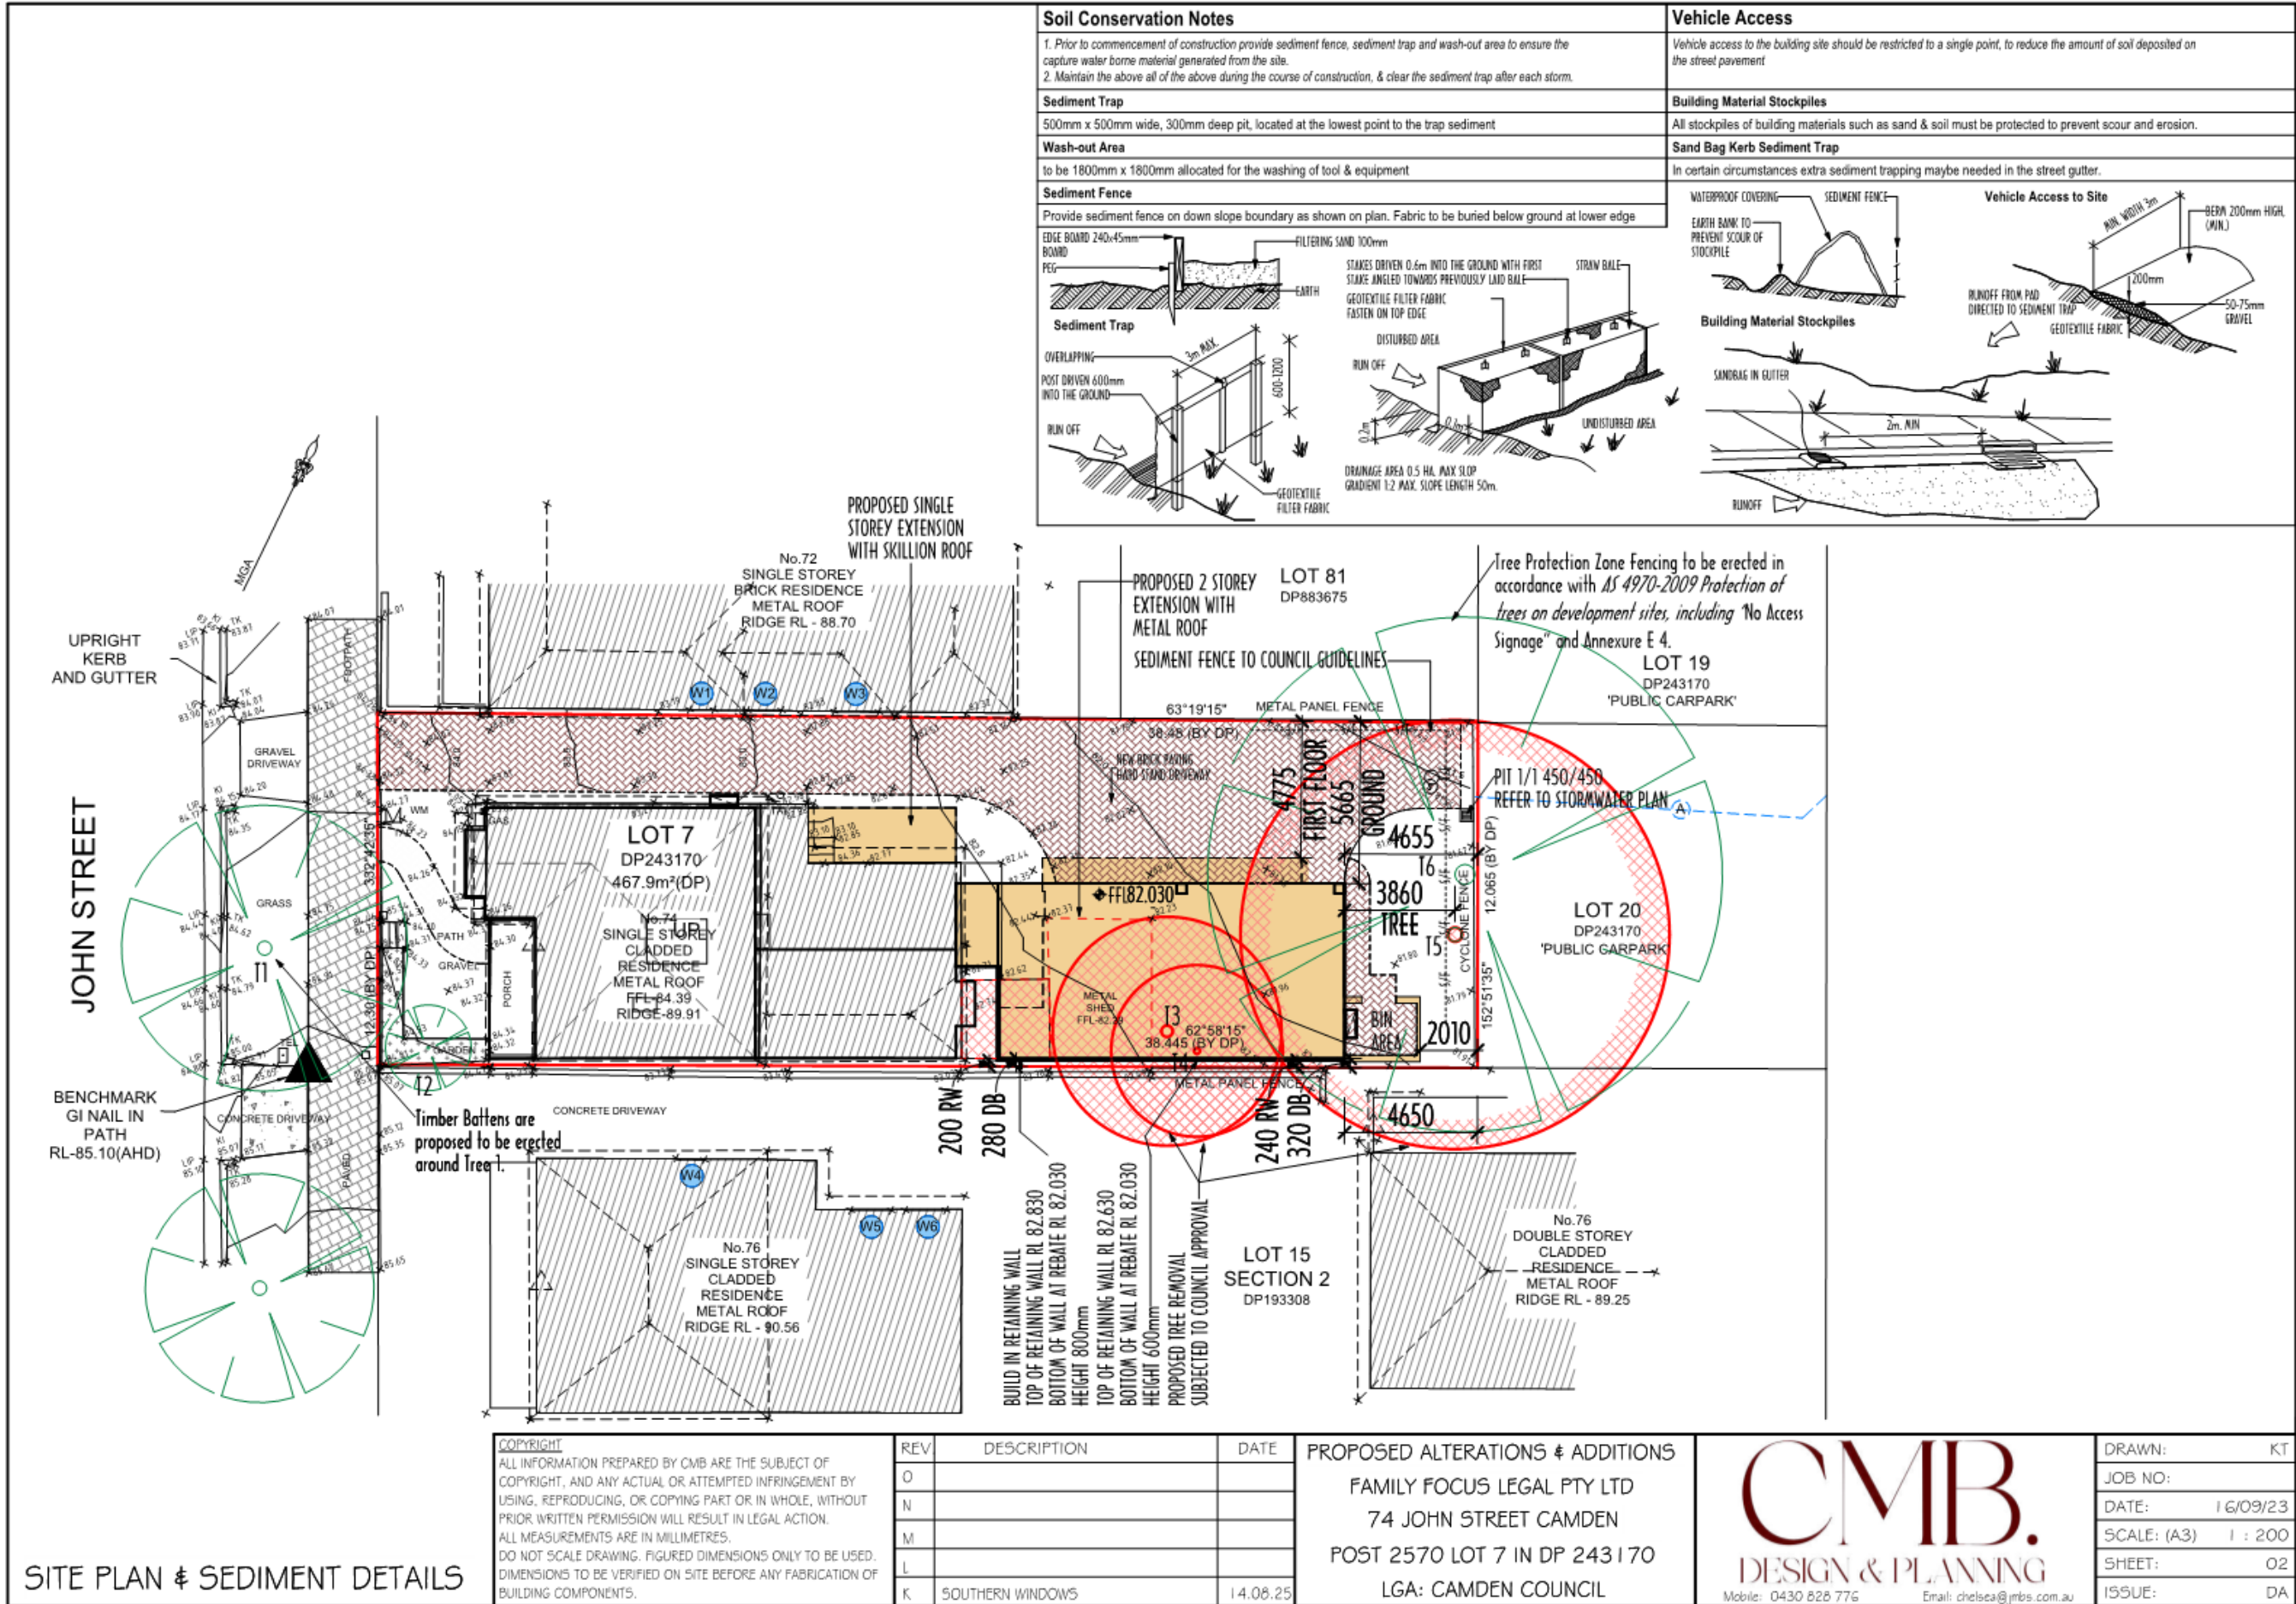 Soil Conservation Notes
1. Prior to commencement of construction provide sediment fence, sediment trap and wash-out area to ensure the
capture water borne material generated from the site.
2. Maintain the above all of the above during the course of construction, & clear the sediment trap after each storm.
Sediment Trap
500mm x 500mm wide, 300mm deep pit, located at the lowest point to the trap sediment
Wash-out Area
to be 1800mm x 1800mm allocated for the washing of tool & equipment
Sediment Fence
Provide sediment fence on down slope boundary as shown on plan. Fabric to be buried below ground at lower edge
Vehicle Access
Vehicle access to the building site should be restricted to a single point, to reduce the amount of soil deposited on
the street pavement
Building Material Stockpiles
All stockpiles of building materials such as sand & soil must be protected to prevent scour and erosion.
Sand Bag Kerb Sediment Trap
In certain circumstances extra sediment trapping maybe needed in the street gutter.
EDGE BOARD 240x45mm
BOARD
PEG
FILTERING SAND 100mm
EARTH
Sediment Trap
OVERLAPPING
3m MAX.
600-1200
POST DRIVEN 600mm
INTO THE GROUND
RUN OFF
GEOTEXTILE
FILTER FABRIC
STAKES DRIVEN 0.6m INTO THE GROUND WITH FIRST
STAKE ANGLED TOWARDS PREVIOUSLY LAID BALE
STRAW BALE
GEOTEXTILE FILTER FABRIC
FASTEN ON TOP EDGE
DISTURBED AREA
RUN OFF
0.2m
0.1m
UNDISTURBED AREA
DRAINAGE AREA 0.5 HA. MAX SLOP
GRADIENT 1:2 MAX. SLOPE LENGTH 50m.
WATERPROOF COVERING
SEDIMENT FENCE
EARTH BANK TO
PREVENT SCOUR OF
STOCKPILE
Building Material Stockpiles
Vehicle Access to Site
MIN. WIDTH 3m
BERM 200mm HIGH,
(MIN.)
200mm
RUNOFF FROM PAD
DIRECTED TO SEDIMENT TRAP
50-75mm
GRAVEL
GEOTEXTILE FABRIC
SANDBAG IN GUTTER
2m. MIN
RUNOFF
MGA
UPRIGHT
KERB
AND GUTTER
JOHN STREET
BENCHMARK
GI NAIL IN
PATH
RL-85.10(AHD)
FOOTPATH
GRAVEL
DRIVEWAY
GRASS
T1
TEL
CONCRETE DRIVEWAY
PAVED
332°42'35"
12.30 (BY DP)
WM
GAS
PATH
GRAVEL
GARDEN
PORCH
T2
Timber Battens are
proposed to be erected
around Tree 1.
CONCRETE DRIVEWAY
PROPOSED SINGLE
STOREY EXTENSION
WITH SKILLION ROOF
No.72
SINGLE STOREY
BRICK RESIDENCE
METAL ROOF
RIDGE RL - 88.70
W1
W2
W3
LOT 7
DP243170
467.9m²(DP)
No.74
SINGLE STOREY
CLADDED
RESIDENCE
METAL ROOF
FFL-84.39
RIDGE-89.91
UP
PROPOSED 2 STOREY
EXTENSION WITH
METAL ROOF
LOT 81
DP883675
SEDIMENT FENCE TO COUNCIL GUIDELINES
Tree Protection Zone Fencing to be erected in
accordance with AS 4970-2009 Protection of
trees on development sites, including "No Access
Signage" and Annexure E 4.
LOT 19
DP243170
'PUBLIC CARPARK'
63°19'15"
38.48 (BY DP)
METAL PANEL FENCE
NEW BRICK PAVING
HARD STAND DRIVEWAY
4775
FIRST FLOOR
5665
GROUND
PIT 1/1 450/450
REFER TO STORMWATER PLAN
A
4655
T6
3860
TREE
T5
CYCLONE FENCE
12.065 (BY DP)
152°51'35"
LOT 20
DP243170
'PUBLIC CARPARK'
FFL82.030
METAL
SHED
FFL-82.29
T3
T4
62°58'15"
38.445 (BY DP)
METAL PANEL FENCE
BIN
AREA
2010
4650
200 RW
280 DB
240 RW
320 DB
BUILD IN RETAINING WALL
TOP OF RETAINING WALL RL 82.830
BOTTOM OF WALL AT REBATE RL 82.030
HEIGHT 800mm
TOP OF RETAINING WALL RL 82.630
BOTTOM OF WALL AT REBATE RL 82.030
HEIGHT 600mm
PROPOSED TREE REMOVAL
SUBJECTED TO COUNCIL APPROVAL
W4
W5
W6
No.76
SINGLE STOREY
CLADDED
RESIDENCE
METAL ROOF
RIDGE RL - 90.56
LOT 15
SECTION 2
DP193308
No.76
DOUBLE STOREY
CLADDED
RESIDENCE
METAL ROOF
RIDGE RL - 89.25
SITE PLAN & SEDIMENT DETAILS
COPYRIGHT
ALL INFORMATION PREPARED BY CMB ARE THE SUBJECT OF
COPYRIGHT, AND ANY ACTUAL OR ATTEMPTED INFRINGEMENT BY
USING, REPRODUCING, OR COPYING PART OR IN WHOLE, WITHOUT
PRIOR WRITTEN PERMISSION WILL RESULT IN LEGAL ACTION.
ALL MEASUREMENTS ARE IN MILLIMETRES.
DO NOT SCALE DRAWING. FIGURED DIMENSIONS ONLY TO BE USED.
DIMENSIONS TO BE VERIFIED ON SITE BEFORE ANY FABRICATION OF
BUILDING COMPONENTS.
REV DESCRIPTION DATE
O
N
M
L
K SOUTHERN WINDOWS 14.08.25
PROPOSED ALTERATIONS & ADDITIONS
FAMILY FOCUS LEGAL PTY LTD
74 JOHN STREET CAMDEN
POST 2570 LOT 7 IN DP 243170
LGA: CAMDEN COUNCIL
CMB.
DESIGN & PLANNING
Mobile: 0430 828 776 Email: chelsea@jmbs.com.au
DRAWN: KT
JOB NO:
DATE: 16/09/23
SCALE: (A3) 1 : 200
SHEET: 02
ISSUE: DA